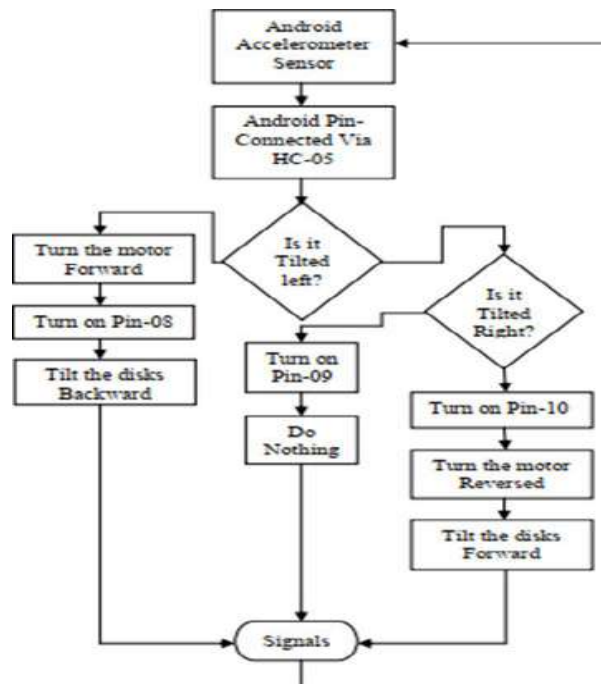 Android
Accelerometer
Sensor
Android Pin-
Connected Via
HC-05
Is it
Tilted
left?
Turn the motor
Forward
Turn on Pin-08
Tilt the disks
Backward
Is it
Tilted
Right?
Turn on
Pin-09
Do
Nothing
Turn on Pin-10
Turn the motor
Reversed
Tilt the disks
Forward
Signals